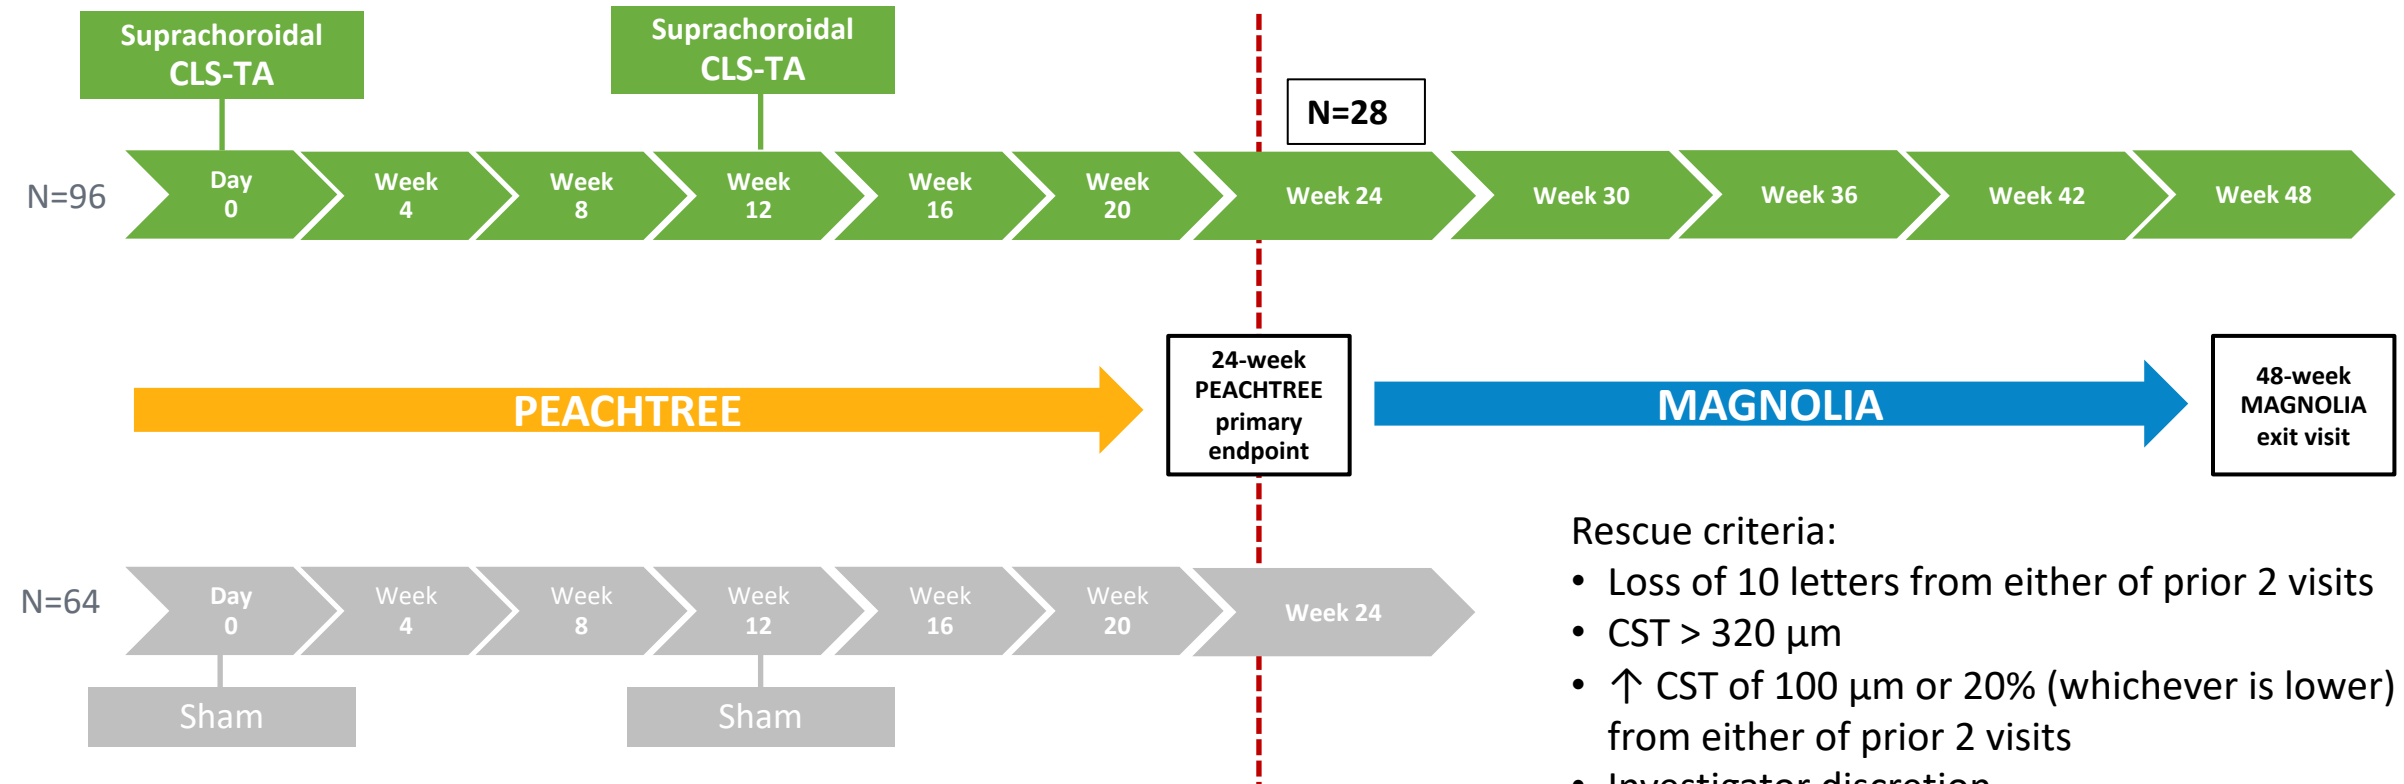 Suprachoroidal
CLS-TA
Suprachoroidal
CLS-TA
N=28
N=96
Day
0
Week
4
Week
8
Week
12
Week
16
Week
20
Week 24
Week 30
Week 36
Week 42
Week 48
PEACHTREE
24-week
PEACHTREE
primary
endpoint
MAGNOLIA
48-week
MAGNOLIA
exit visit
N=64
Day
0
Week
4
Week
8
Week
12
Week
16
Week
20
Week 24
Sham
Sham
Rescue criteria:
• Loss of 10 letters from either of prior 2 visits
• CST > 320 µm
• ↑ CST of 100 µm or 20% (whichever is lower)
from either of prior 2 visits
• Investigator discretion